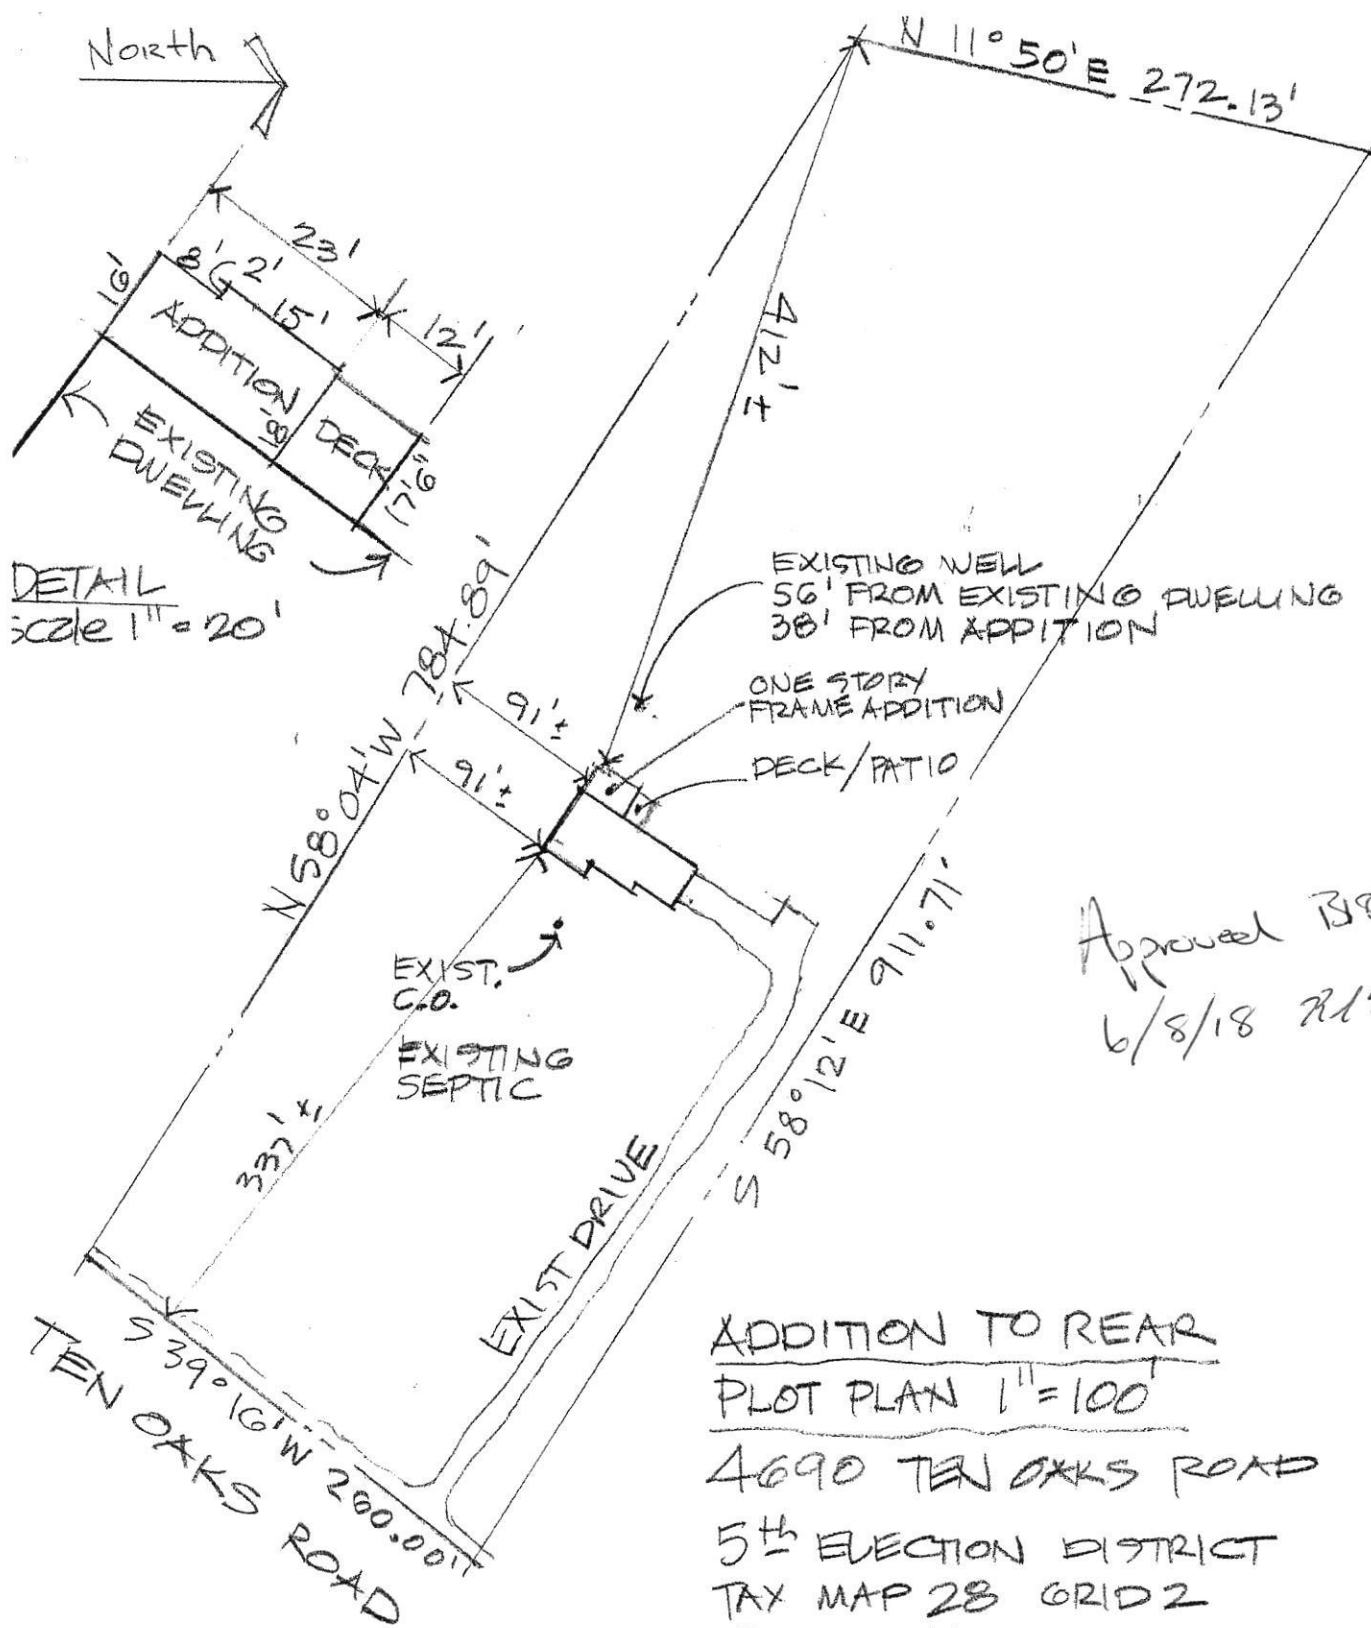 North
N 11° 50' E 272.13'
23'
8' 2'
16'
ADDITION
15'
12'
18'
DECK
17'6"
EXISTING
DWELLING
DETAIL
Scale 1" = 20'
412' ±
EXISTING WELL
56' FROM EXISTING DWELLING
38' FROM ADDITION
ONE STORY
FRAME ADDITION
DECK/PATIO
91' ±
91' ±
N 58° 04' W 784.89'
EXIST.
C.O.
EXISTING
SEPTIC
337' ±
EXIST DRIVE
S 58° 12' E 911.71'
Approved
6/8/18
S 39° 16' W 200.00'
TEN OAKS ROAD
ADDITION TO REAR
PLOT PLAN 1" = 100'
4690 TEN OAKS ROAD
5th ELECTION DISTRICT
TAX MAP 28 GRID 2